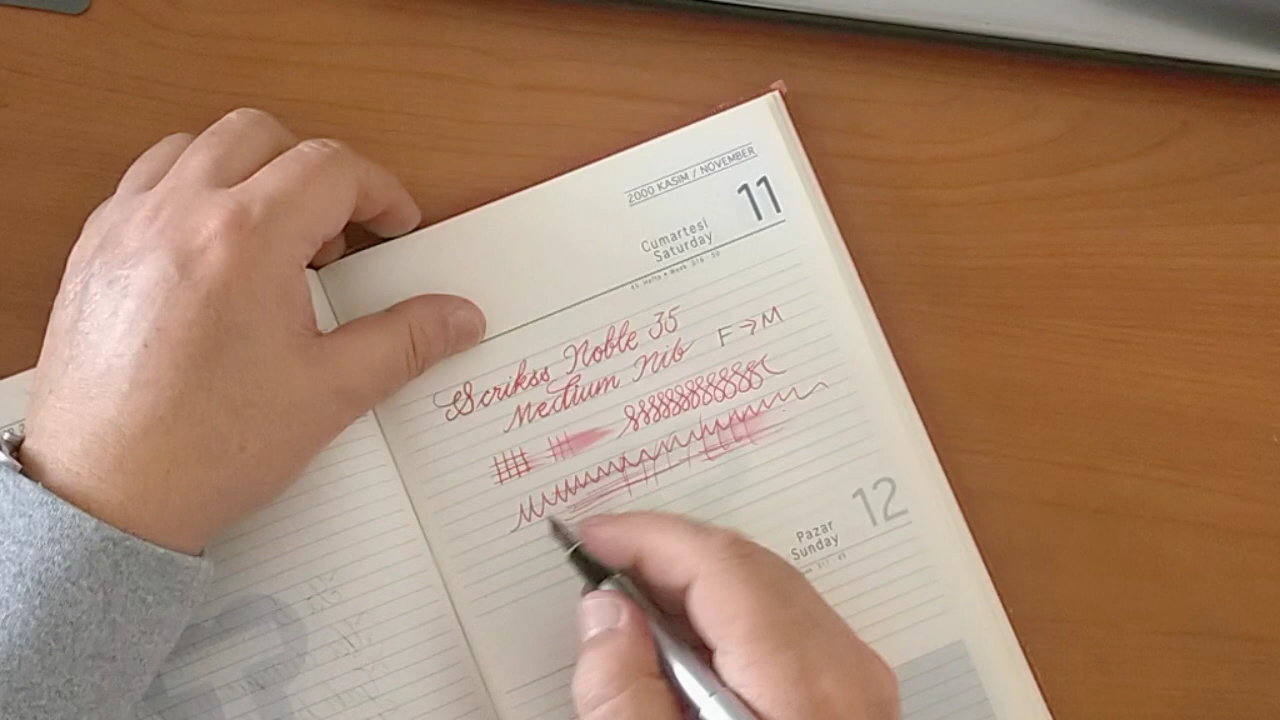 2000 KASIM / NOVEMBER
11
Cumartesi
Saturday
Scrikss Noble 35
Medium Nib F → M
12
Pazar
Sunday